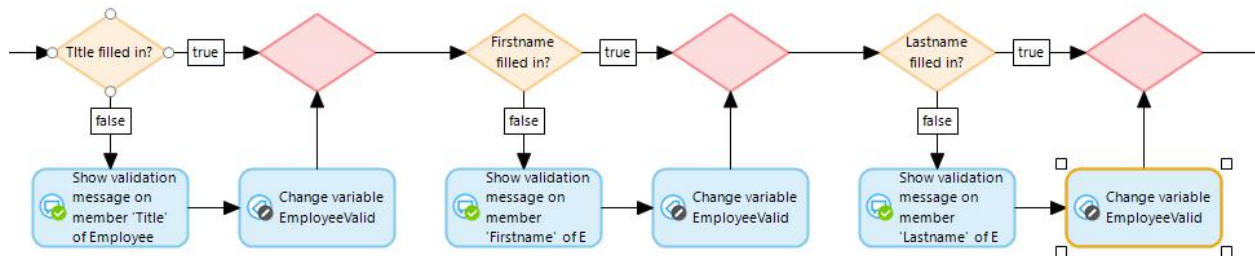 TItle filled in?
true
Firstname
filled in?
true
Lastname
filled in?
true
false
false
false
Show validation
message on
member 'Title'
of Employee
Change variable
EmployeeValid
Show validation
message on
member
'Firstname' of E
Change variable
EmployeeValid
Show validation
message on
member
'Lastname' of E
Change variable
EmployeeValid